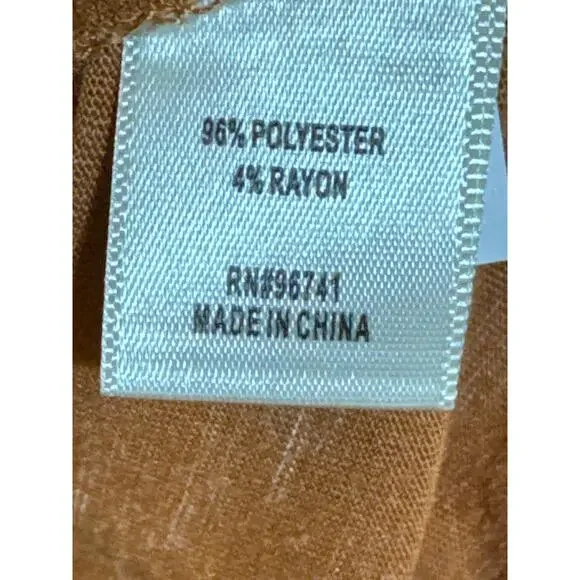 96% POLYESTER
4% RAYON
RN#96741
MADE IN CHINA